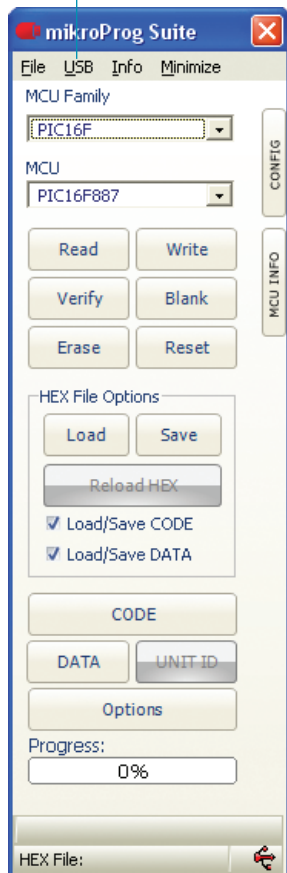 mikroProg Suite
File USB Info Minimize
MCU Family
PIC16F
MCU
PIC16F887
CONFIG
MCU INFO
Read Write
Verify Blank
Erase Reset
HEX File Options
Load Save
Reload HEX
Load/Save CODE
Load/Save DATA
CODE
DATA UNIT ID
Options
Progress:
0%
HEX File: